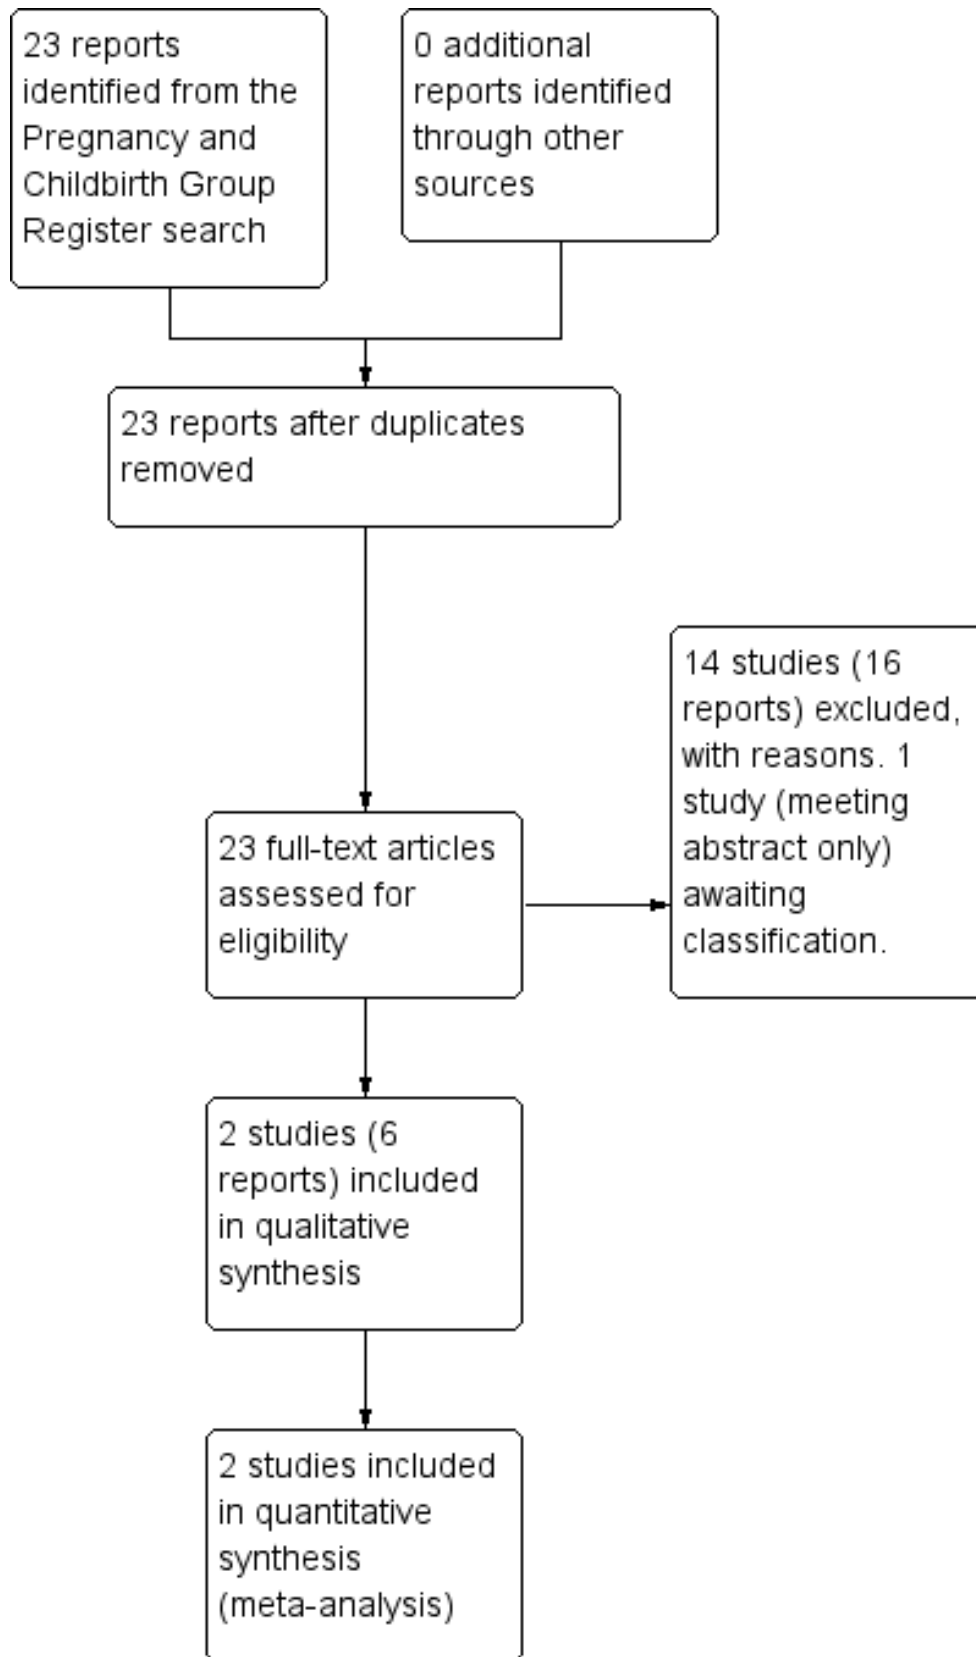 23 reports
identified from the
Pregnancy and
Childbirth Group
Register search
0 additional
reports identified
through other
sources
23 reports after duplicates
removed
14 studies (16
reports) excluded,
with reasons. 1
study (meeting
abstract only)
awaiting
classification.
23 full-text articles
assessed for
eligibility
2 studies (6
reports) included
in qualitative
synthesis
2 studies included
in quantitative
synthesis
(meta-analysis)